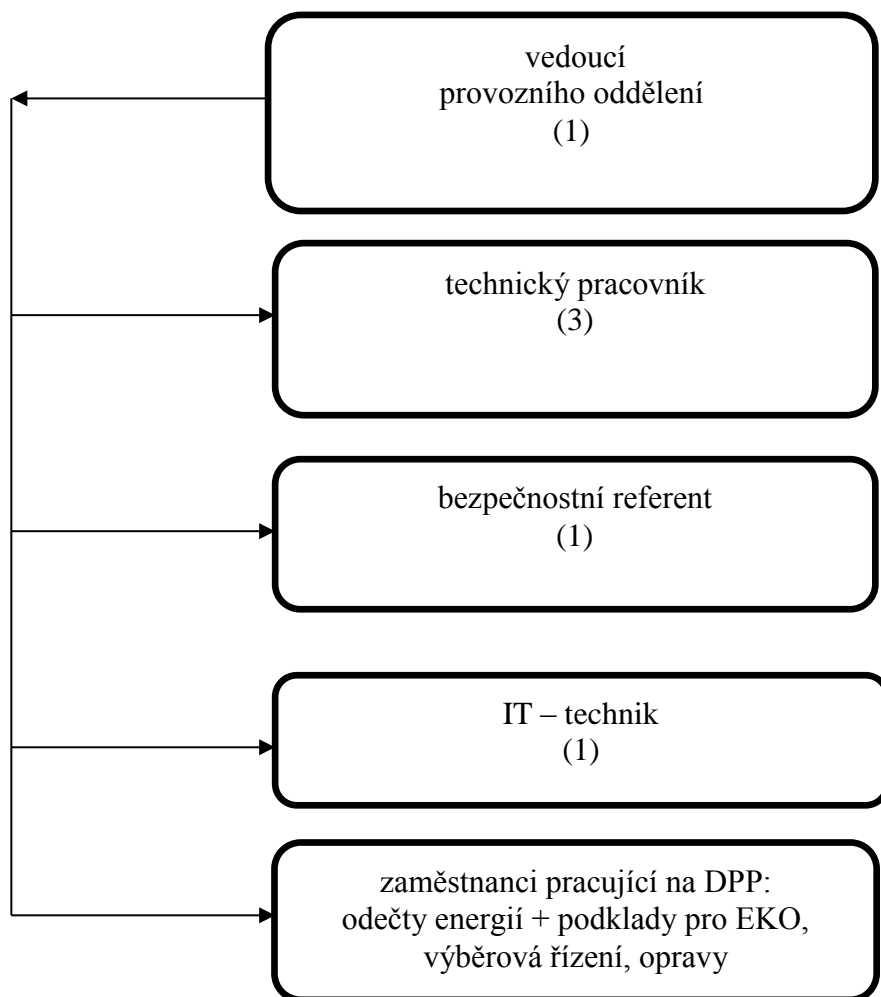 vedoucí
provozního oddělení
(1)
technický pracovník
(3)
bezpečnostní referent
(1)
IT – technik
(1)
zaměstnanci pracující na DPP:
odečty energií + podklady pro EKO,
výběrová řízení, opravy